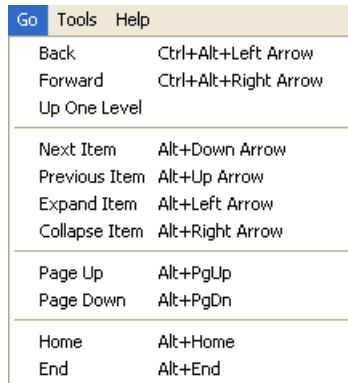 Go Tools Help
Back Ctrl+Alt+Left Arrow
Forward Ctrl+Alt+Right Arrow
Up One Level
Next Item Alt+Down Arrow
Previous Item Alt+Up Arrow
Expand Item Alt+Left Arrow
Collapse Item Alt+Right Arrow
Page Up Alt+PgUp
Page Down Alt+PgDn
Home Alt+Home
End Alt+End